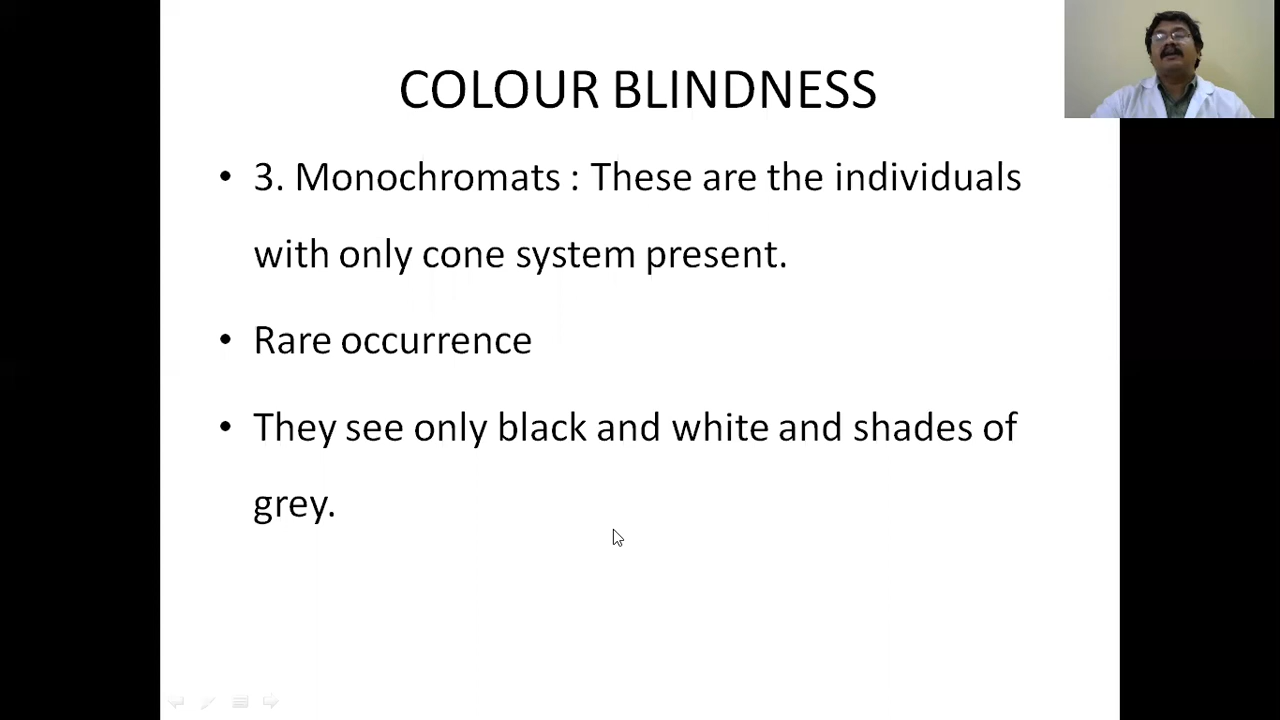 COLOUR BLINDNESS
• 3. Monochromats : These are the individuals
with only cone system present.
• Rare occurrence
• They see only black and white and shades of
grey.